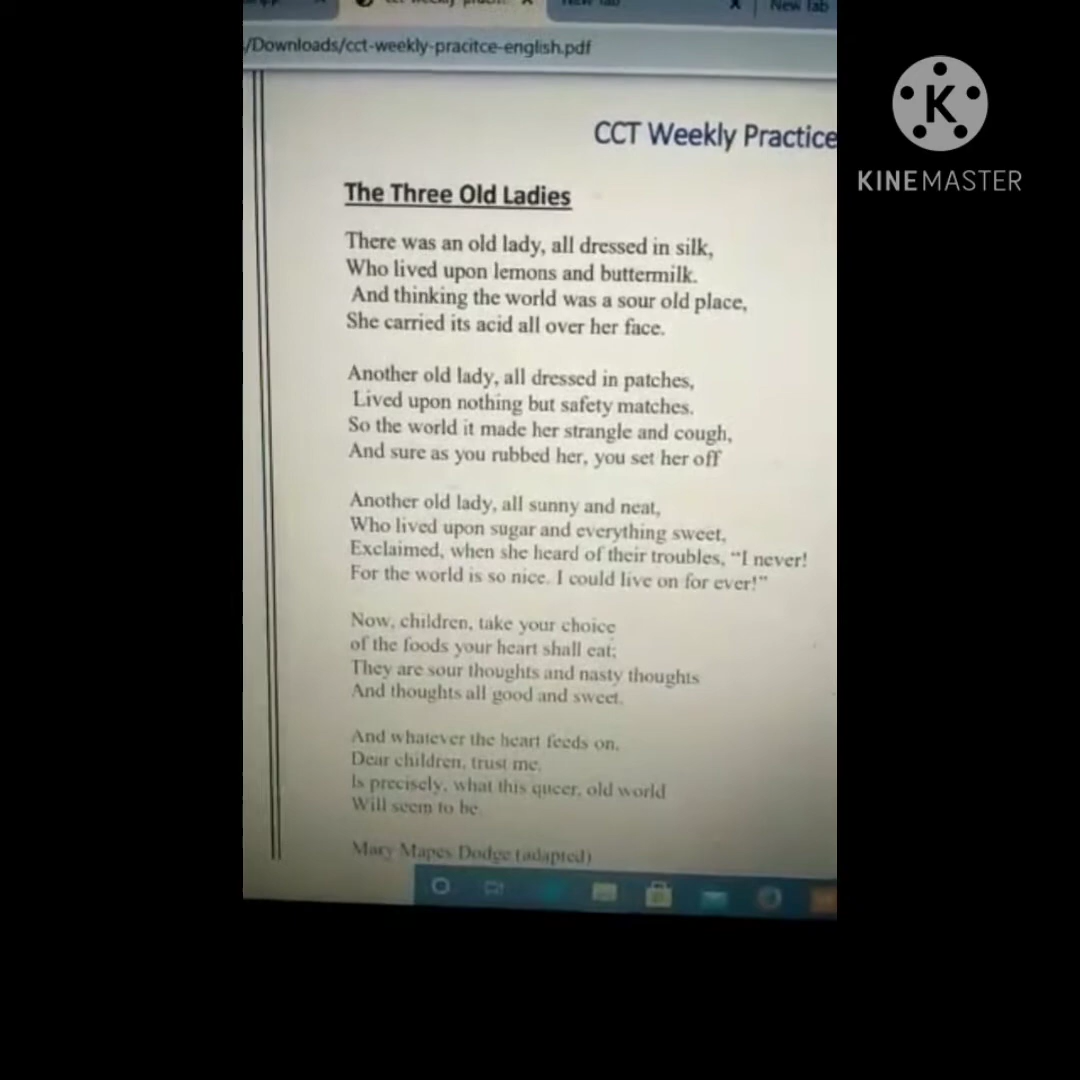 New Tab
/Downloads/cct-weekly-pracitce-english.pdf
K
KINEMASTER
CCT Weekly Practice
The Three Old Ladies
There was an old lady, all dressed in silk,
Who lived upon lemons and buttermilk.
And thinking the world was a sour old place,
She carried its acid all over her face.
Another old lady, all dressed in patches,
Lived upon nothing but safety matches.
So the world it made her strangle and cough,
And sure as you rubbed her, you set her off
Another old lady, all sunny and neat,
Who lived upon sugar and everything sweet,
Exclaimed, when she heard of their troubles, “I never!
For the world is so nice. I could live on for ever!”
Now, children, take your choice
of the foods your heart shall eat;
They are sour thoughts and nasty thoughts
And thoughts all good and sweet.
And whatever the heart feeds on,
Dear children, trust me,
Is precisely, what this queer, old world
Will seem to be.
Mary Mapes Dodge (adapted)